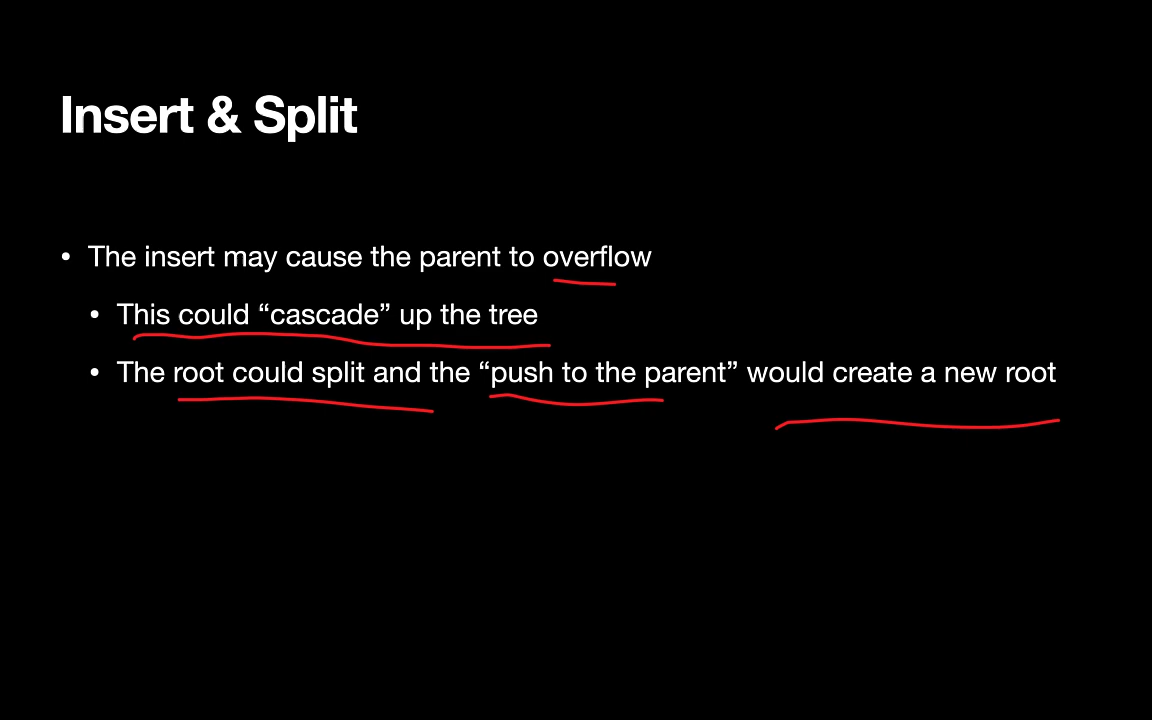 Insert & Split
• The insert may cause the parent to overflow
• This could “cascade” up the tree
• The root could split and the “push to the parent” would create a new root